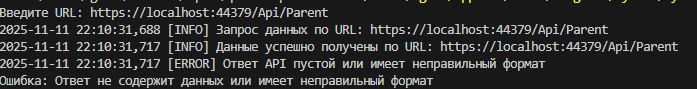 Введите URL: https://localhost:44379/Api/Parent
2025-11-11 22:10:31,688 [INFO] Запрос данных по URL: https://localhost:44379/Api/Parent
2025-11-11 22:10:31,717 [INFO] Данные успешно получены по URL: https://localhost:44379/Api/Parent
2025-11-11 22:10:31,717 [ERROR] Ответ API пустой или имеет неправильный формат
Ошибка: Ответ не содержит данных или имеет неправильный формат